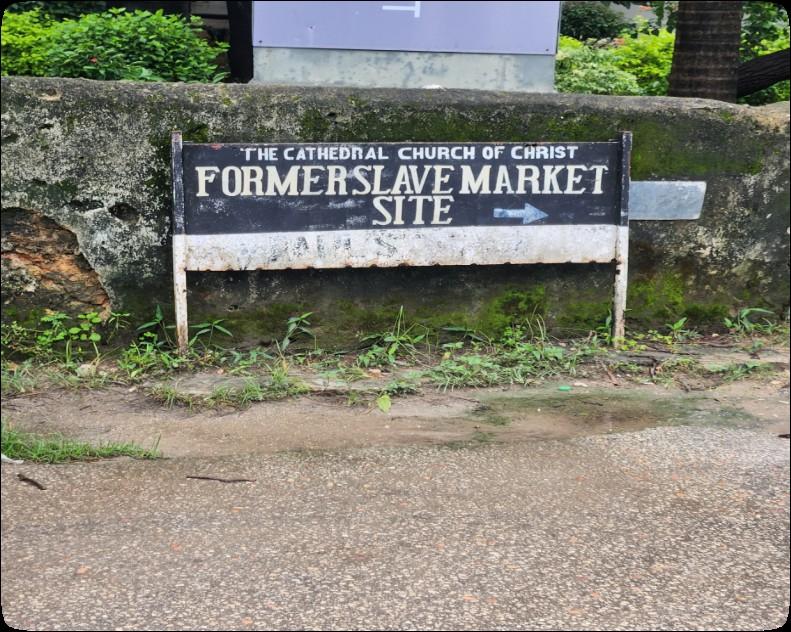 THE CATHEDRAL CHURCH OF CHRIST
FORMER SLAVE MARKET
SITE